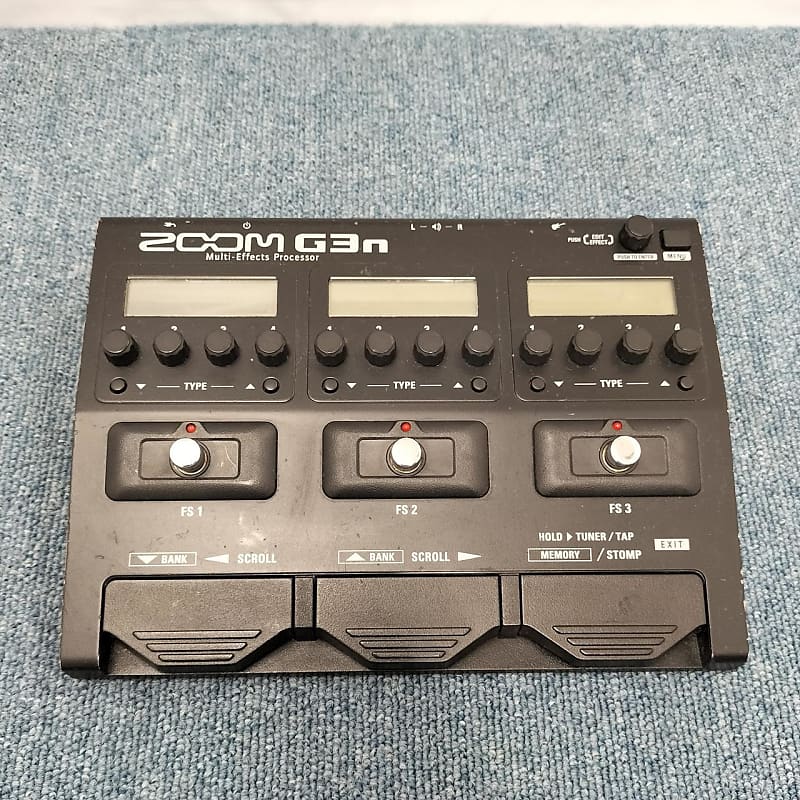 L R
ZOOM G3n
Multi-Effects Processor
PUSH EDIT EFFECT
PUSH TO ENTER MENU
1 2 3 4 1 2 3 4 1 2 3 4
TYPE TYPE TYPE
FS 1 FS 2 FS 3
HOLD TUNER / TAP
EXIT
BANK SCROLL BANK SCROLL MEMORY / STOMP